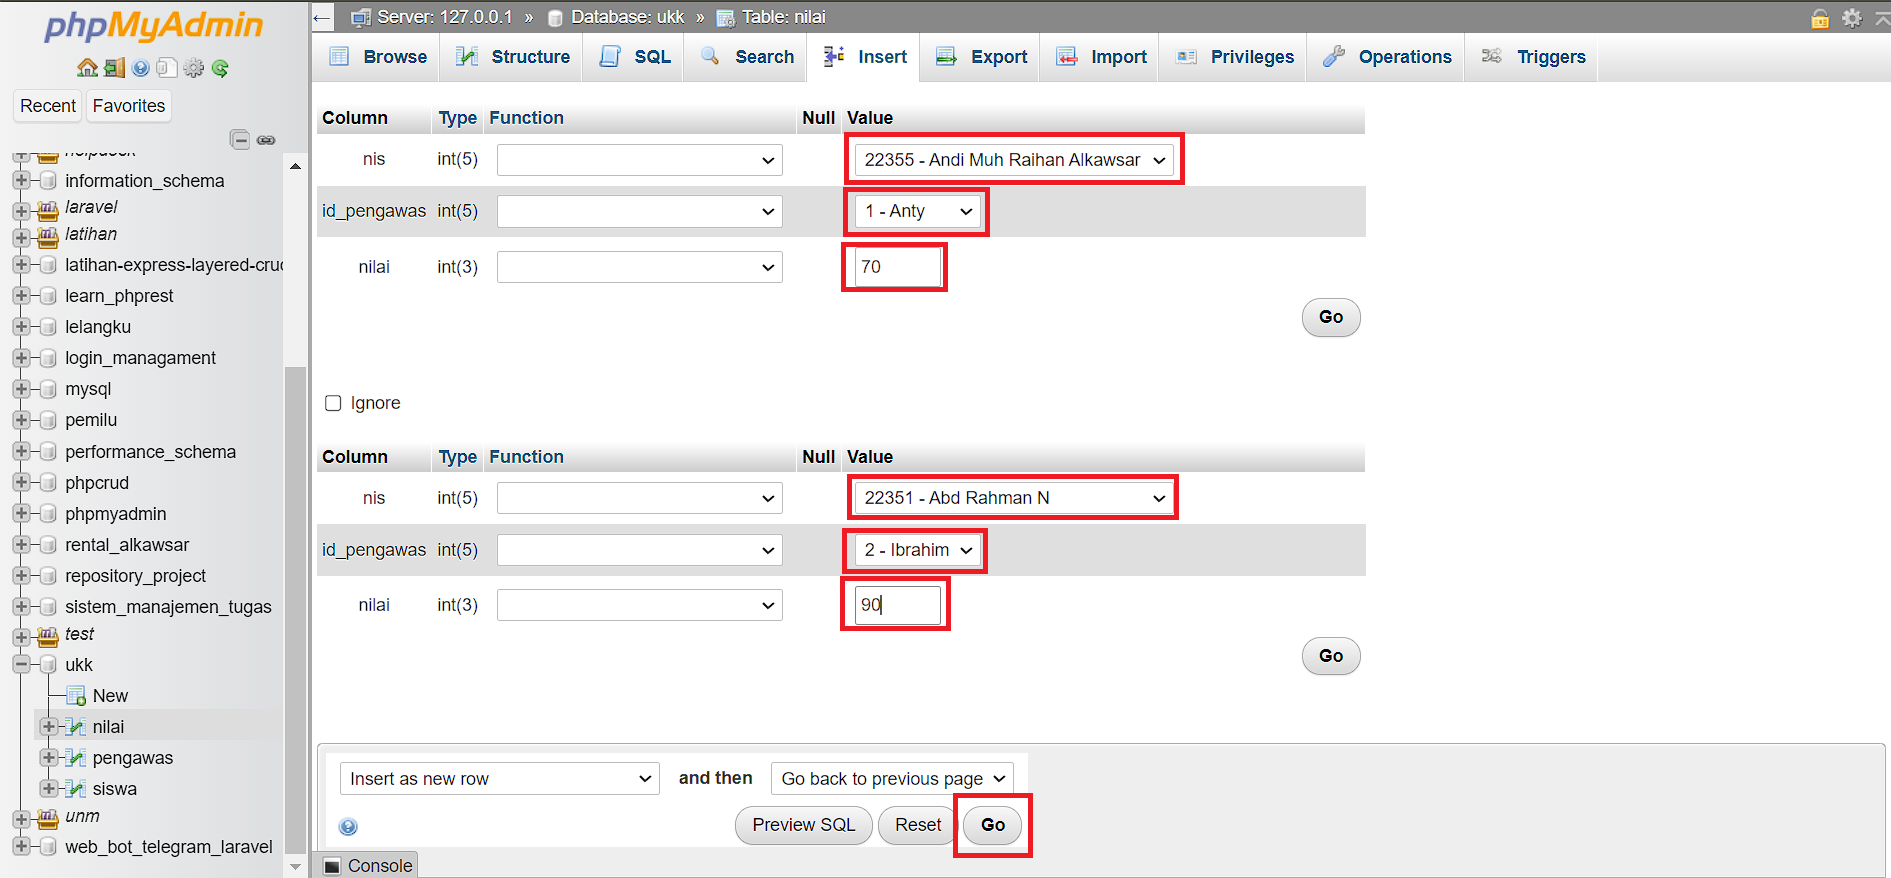 phpMyAdmin
Recent
Favorites
helpdesk
information_schema
laravel
latihan
latihan-express-layered-cruc
learn_phprest
lelangku
login_managament
mysql
pemilu
performance_schema
phpcrud
phpmyadmin
rental_alkawsar
repository_project
sistem_manajemen_tugas
test
ukk
New
nilai
pengawas
siswa
unm
web_bot_telegram_laravel
Server: 127.0.0.1 » Database: ukk » Table: nilai
Browse Structure SQL Search Insert Export Import Privileges Operations Triggers
Column Type Function Null Value
nis int(5) 22355 - Andi Muh Raihan Alkawsar
id_pengawas int(5) 1 - Anty
nilai int(3) 70
Go
Ignore
Column Type Function Null Value
nis int(5) 22351 - Abd Rahman N
id_pengawas int(5) 2 - Ibrahim
nilai int(3) 90
Go
Insert as new row and then Go back to previous page
Preview SQL Reset Go
Console